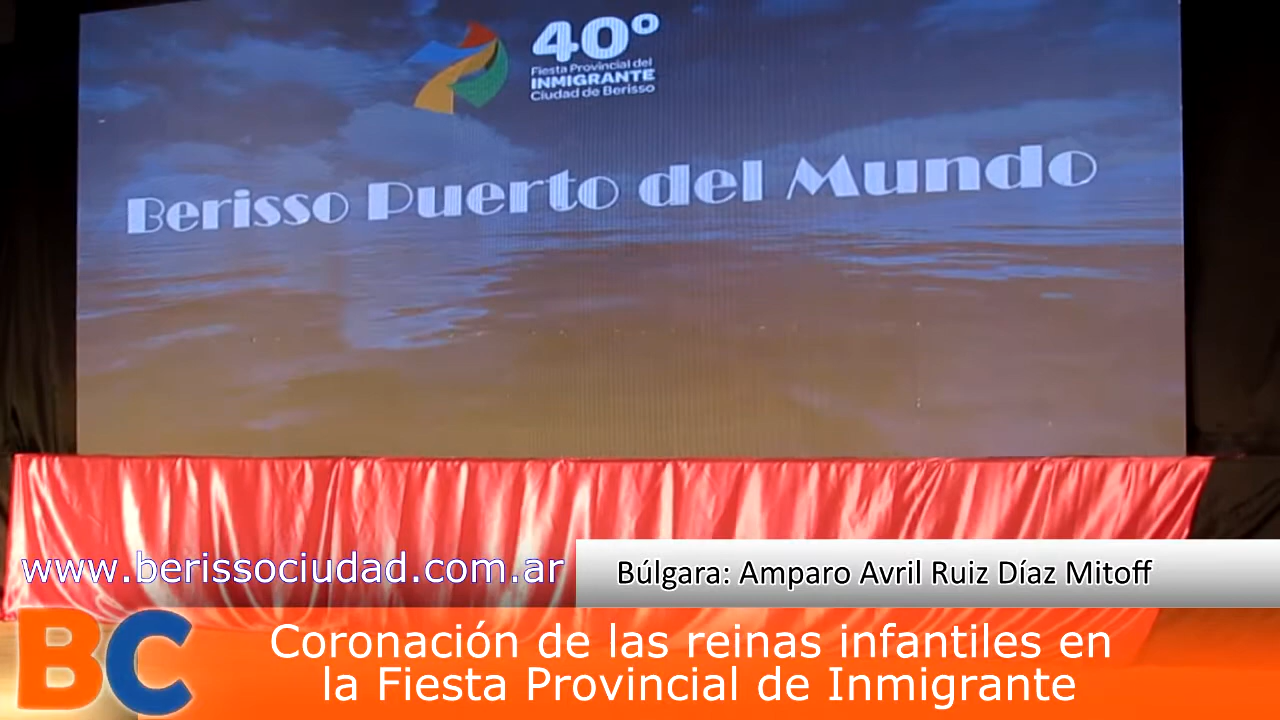 40º
Fiesta Provincial del
INMIGRANTE
Ciudad de Berisso
Berisso Puerto del Mundo
www.berissociudad.com.ar
Búlgara: Amparo Avril Ruiz Díaz Mitoff
BC
Coronación de las reinas infantiles en
la Fiesta Provincial de Inmigrante